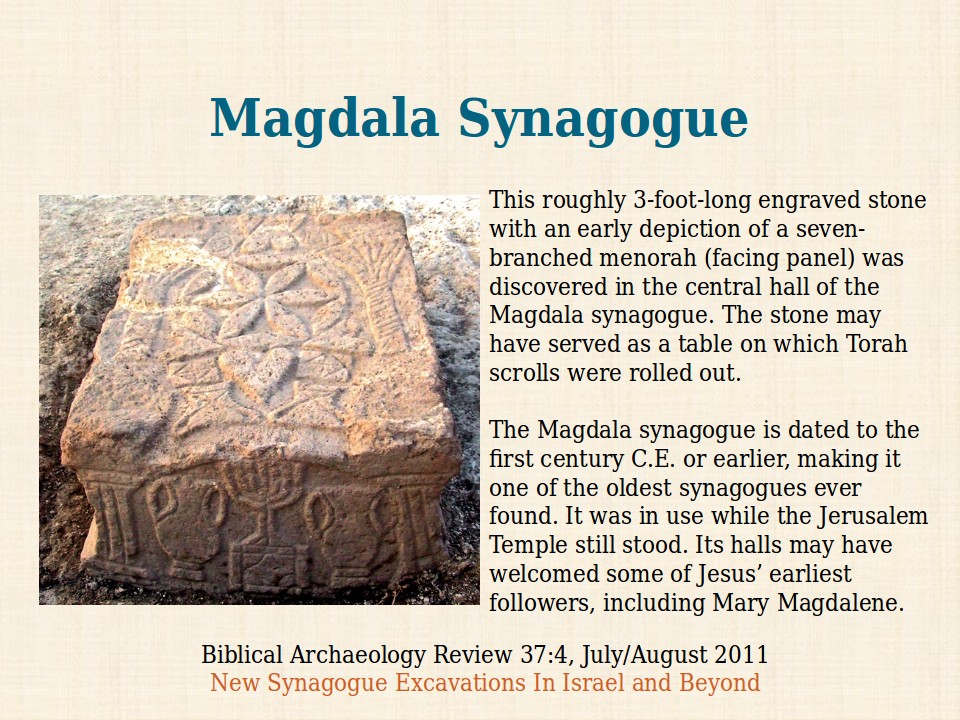 Magdala Synagogue
This roughly 3-foot-long engraved stone
with an early depiction of a seven-
branched menorah (facing panel) was
discovered in the central hall of the
Magdala synagogue. The stone may
have served as a table on which Torah
scrolls were rolled out.
The Magdala synagogue is dated to the
first century C.E. or earlier, making it
one of the oldest synagogues ever
found. It was in use while the Jerusalem
Temple still stood. Its halls may have
welcomed some of Jesus’ earliest
followers, including Mary Magdalene.
Biblical Archaeology Review 37:4, July/August 2011
New Synagogue Excavations In Israel and Beyond